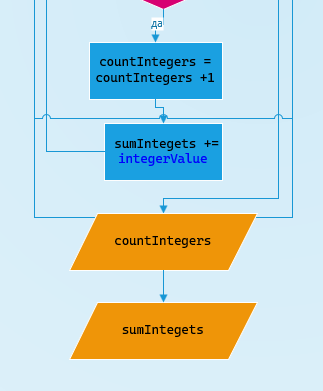 да
countIntegers =
countIntegers +1
sumIntegets +=
integerValue
countIntegers
sumIntegets